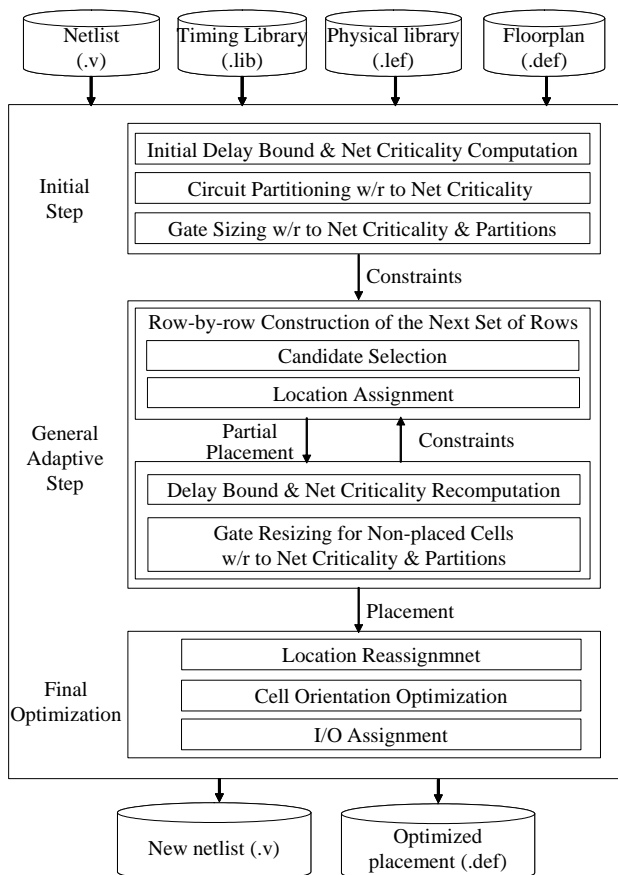 Netlist
(.v)
Timing Library
(.lib)
Physical library
(.lef)
Floorplan
(.def)
Initial
Step
Initial Delay Bound & Net Criticality Computation
Circuit Partitioning w/r to Net Criticality
Gate Sizing w/r to Net Criticality & Partitions
Constraints
General
Adaptive
Step
Row-by-row Construction of the Next Set of Rows
Candidate Selection
Location Assignment
Partial
Placement
Constraints
Delay Bound & Net Criticality Recomputation
Gate Resizing for Non-placed Cells
w/r to Net Criticality & Partitions
Placement
Final
Optimization
Location Reassignmnet
Cell Orientation Optimization
I/O Assignment
New netlist (.v)
Optimized
placement (.def)